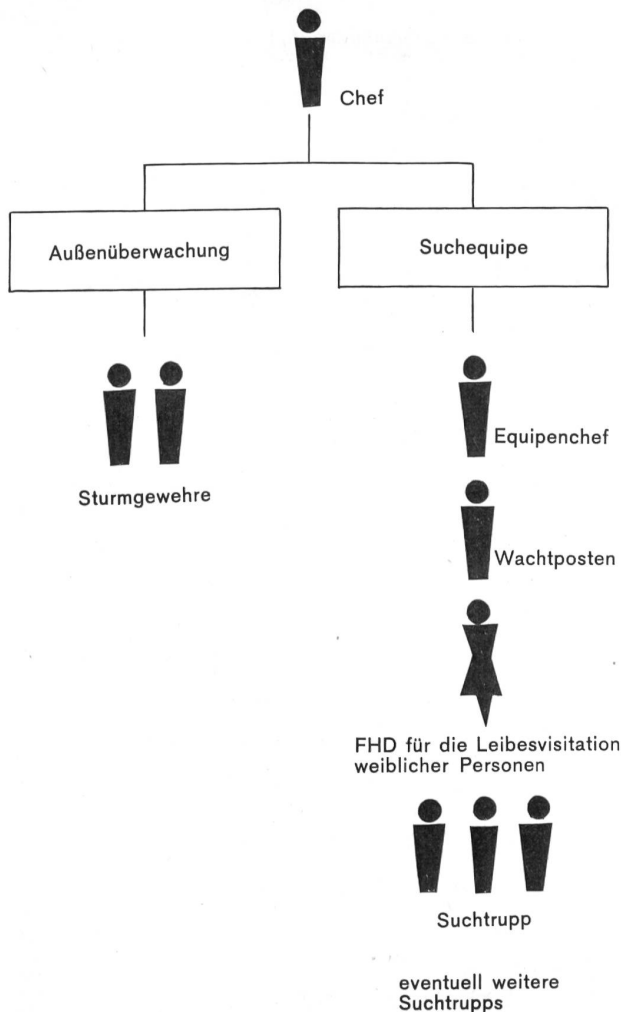 Chef
Außenüberwachung
Suchequipe
Sturmgewehre
Equipenchef
Wachtposten
FHD für die Leibesvisitation
weiblicher Personen
Suchtrupp
eventuell weitere
Suchtrupps